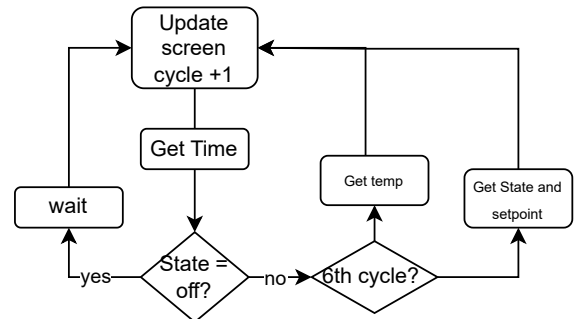 Update
screen
cycle +1
Get Time
wait
Get temp
Get State and
setpoint
State =
off?
yes
no
6th cycle?